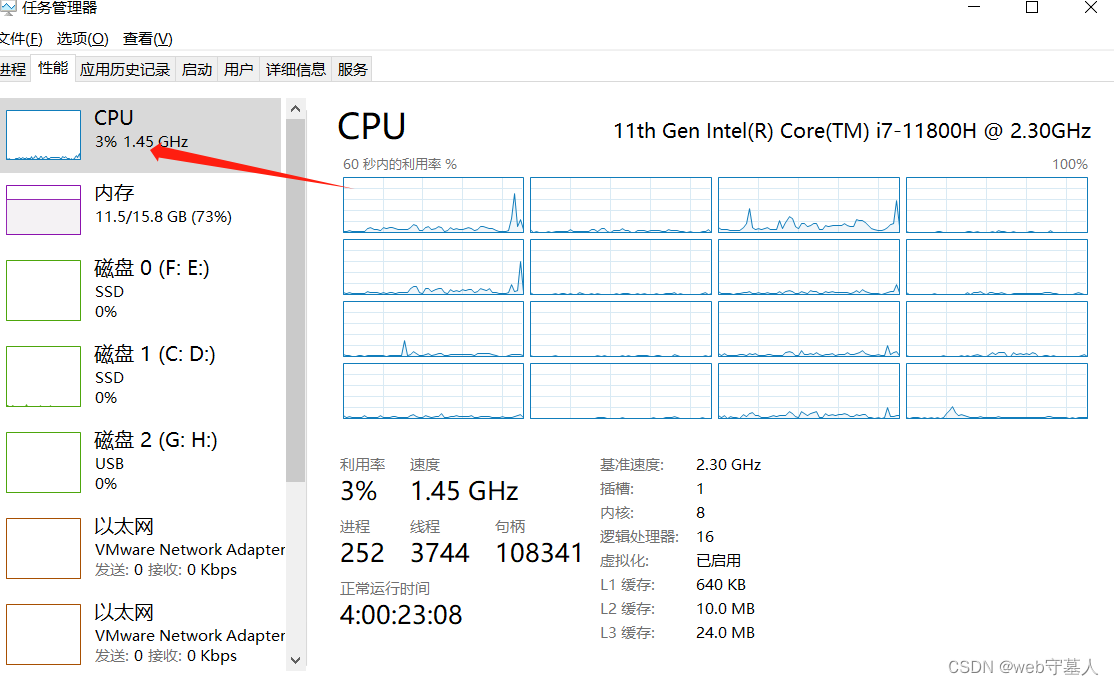 任务管理器
文件(F) 选项(O) 查看(V)
进程 性能 应用历史记录 启动 用户 详细信息 服务
CPU
3% 1.45 GHz
内存
11.5/15.8 GB (73%)
磁盘 0 (F: E:)
SSD
0%
磁盘 1 (C: D:)
SSD
0%
磁盘 2 (G: H:)
USB
0%
以太网
VMware Network Adapter
发送: 0 接收: 0 Kbps
以太网
VMware Network Adapter
发送: 0 接收: 0 Kbps
CPU
11th Gen Intel(R) Core(TM) i7-11800H @ 2.30GHz
60 秒内的利用率 %
100%
利用率 速度
3% 1.45 GHz
进程 线程 句柄
252 3744 108341
正常运行时间
4:00:23:08
基准速度: 2.30 GHz
插槽: 1
内核: 8
逻辑处理器: 16
虚拟化: 已启用
L1 缓存: 640 KB
L2 缓存: 10.0 MB
L3 缓存: 24.0 MB
CSDN @web守墓人